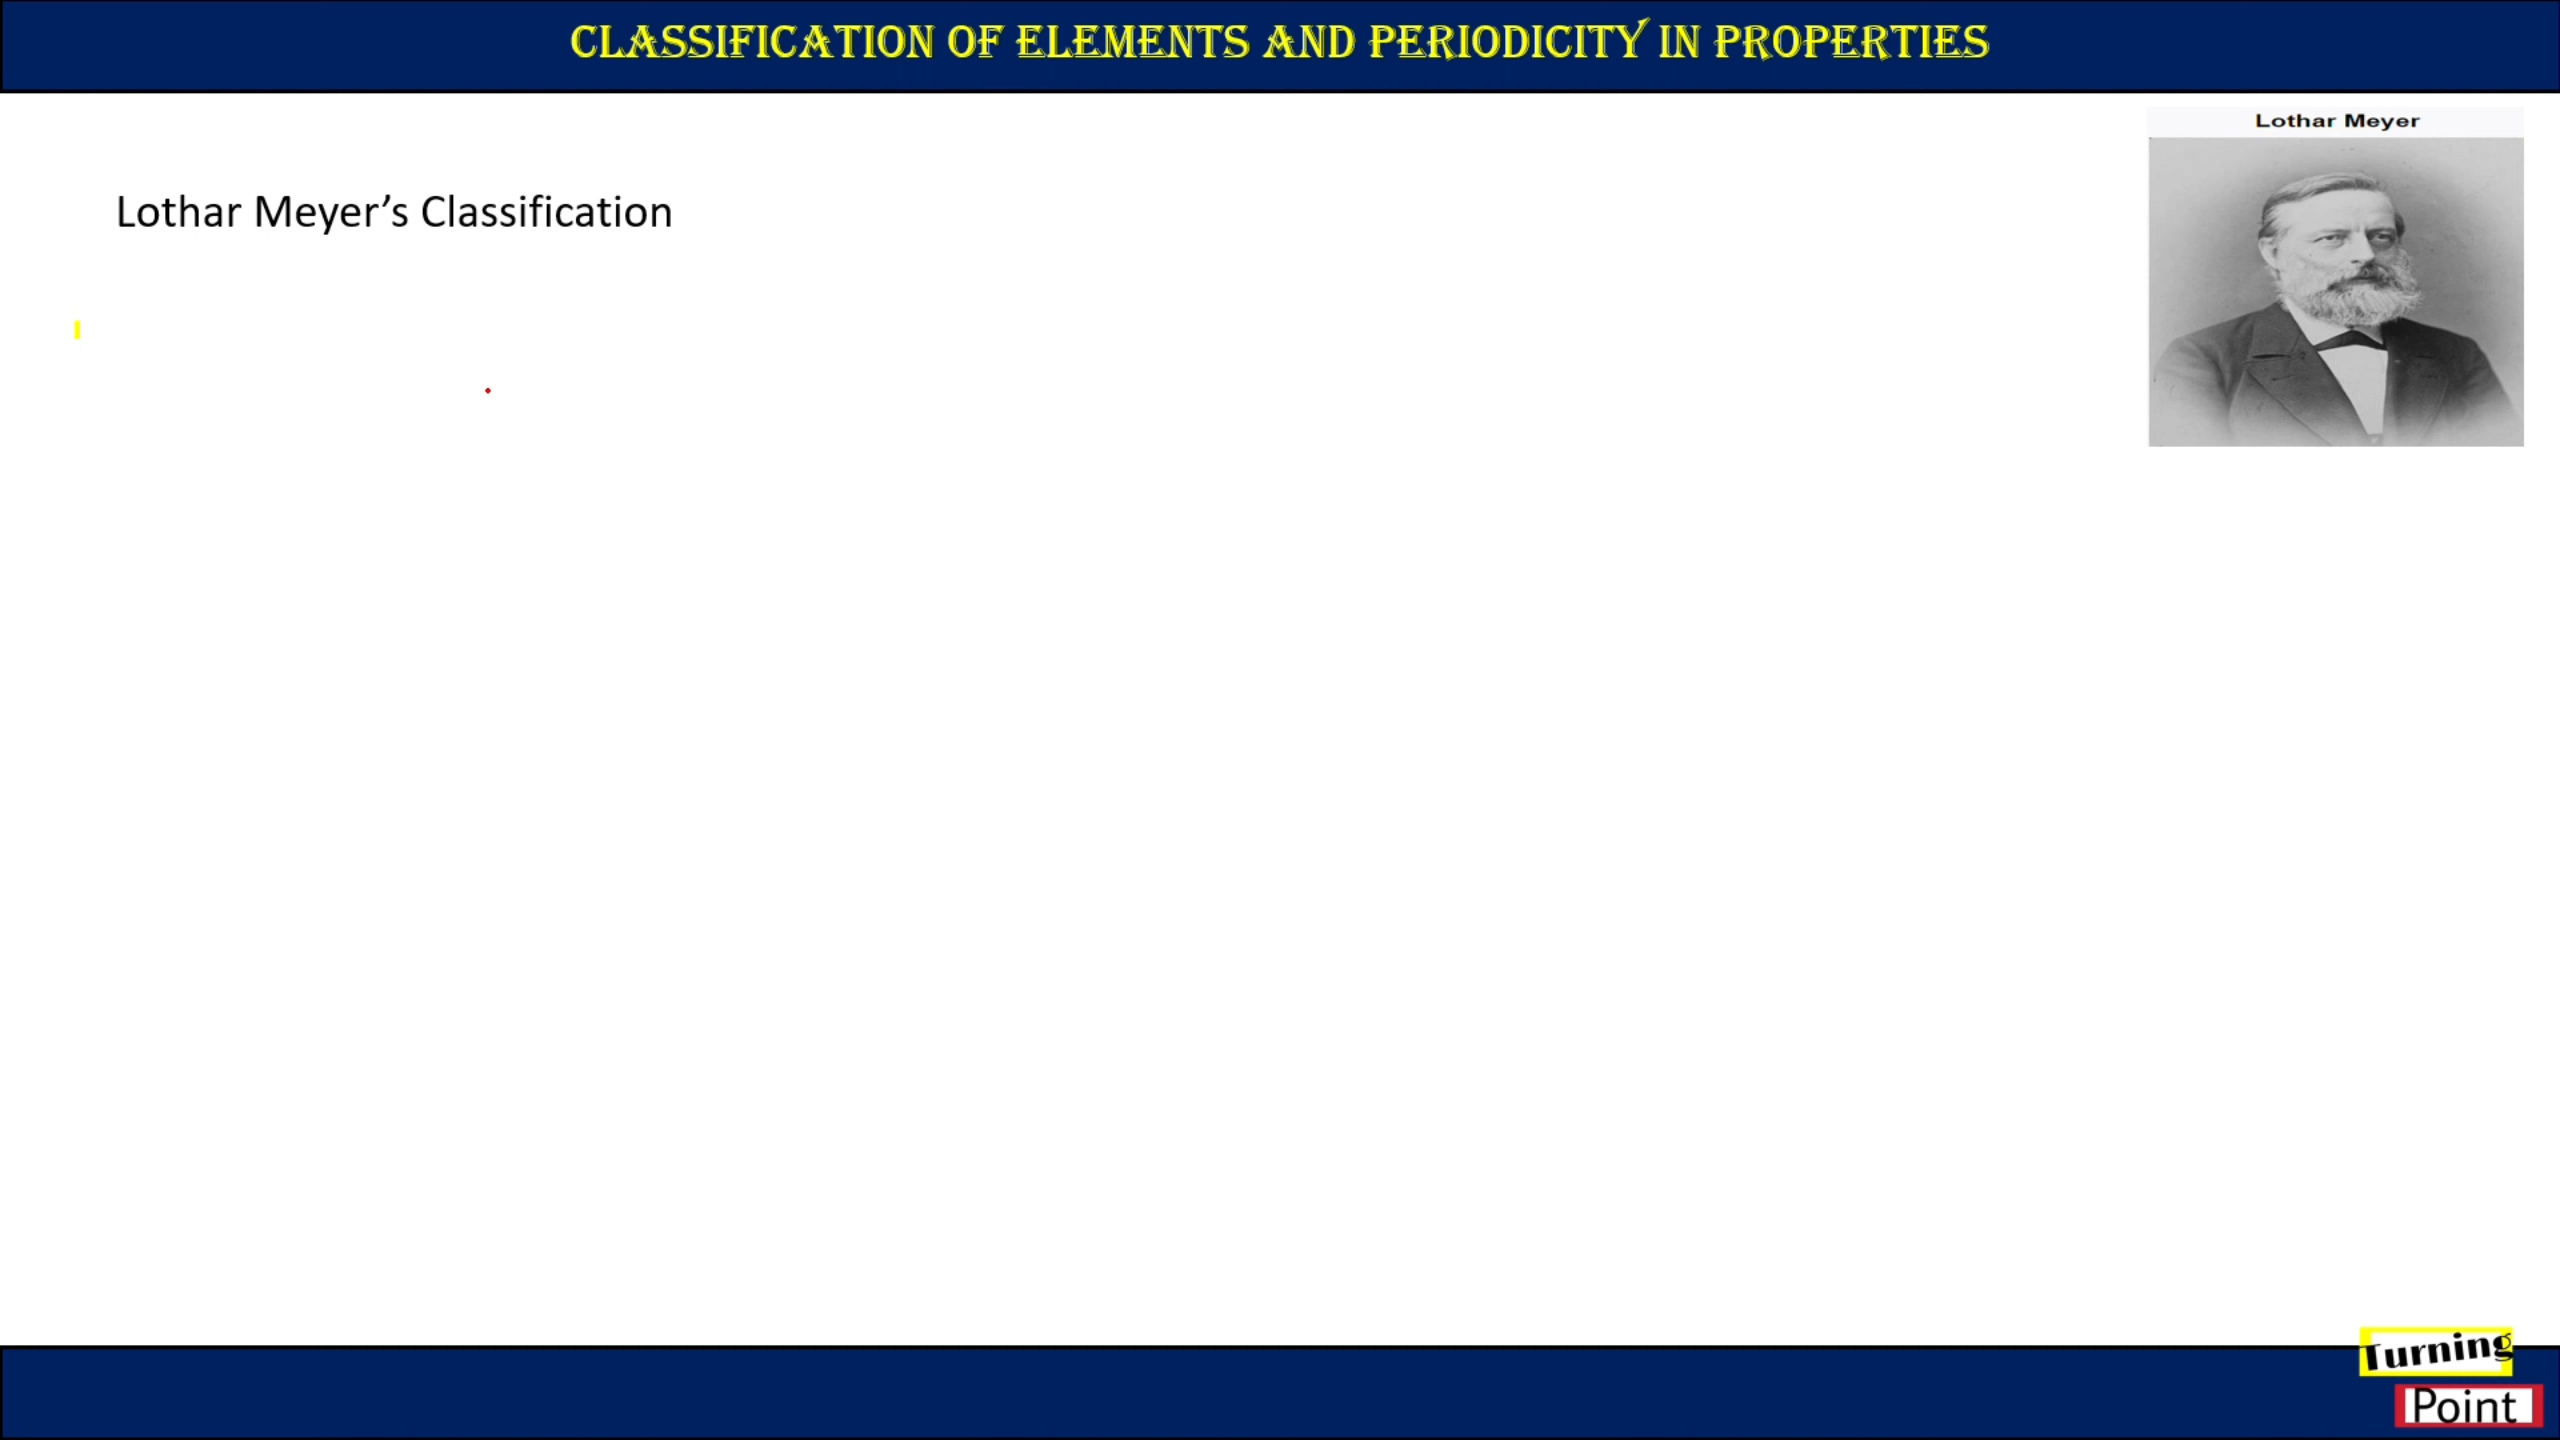 CLASSIFICATION OF ELEMENTS AND PERIODICITY IN PROPERTIES
Lothar Meyer
Lothar Meyer’s Classification
Turning
Point